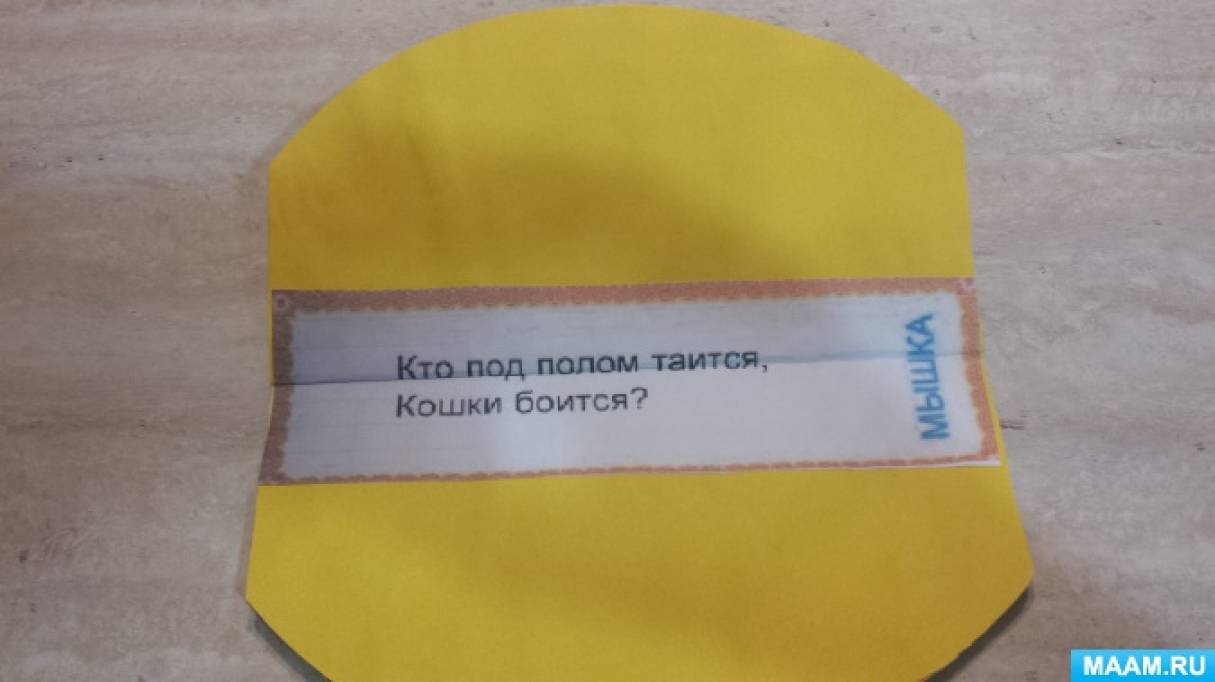 Кто под полом таится,
Кошки боится?
МЫШКА
MAAM.RU